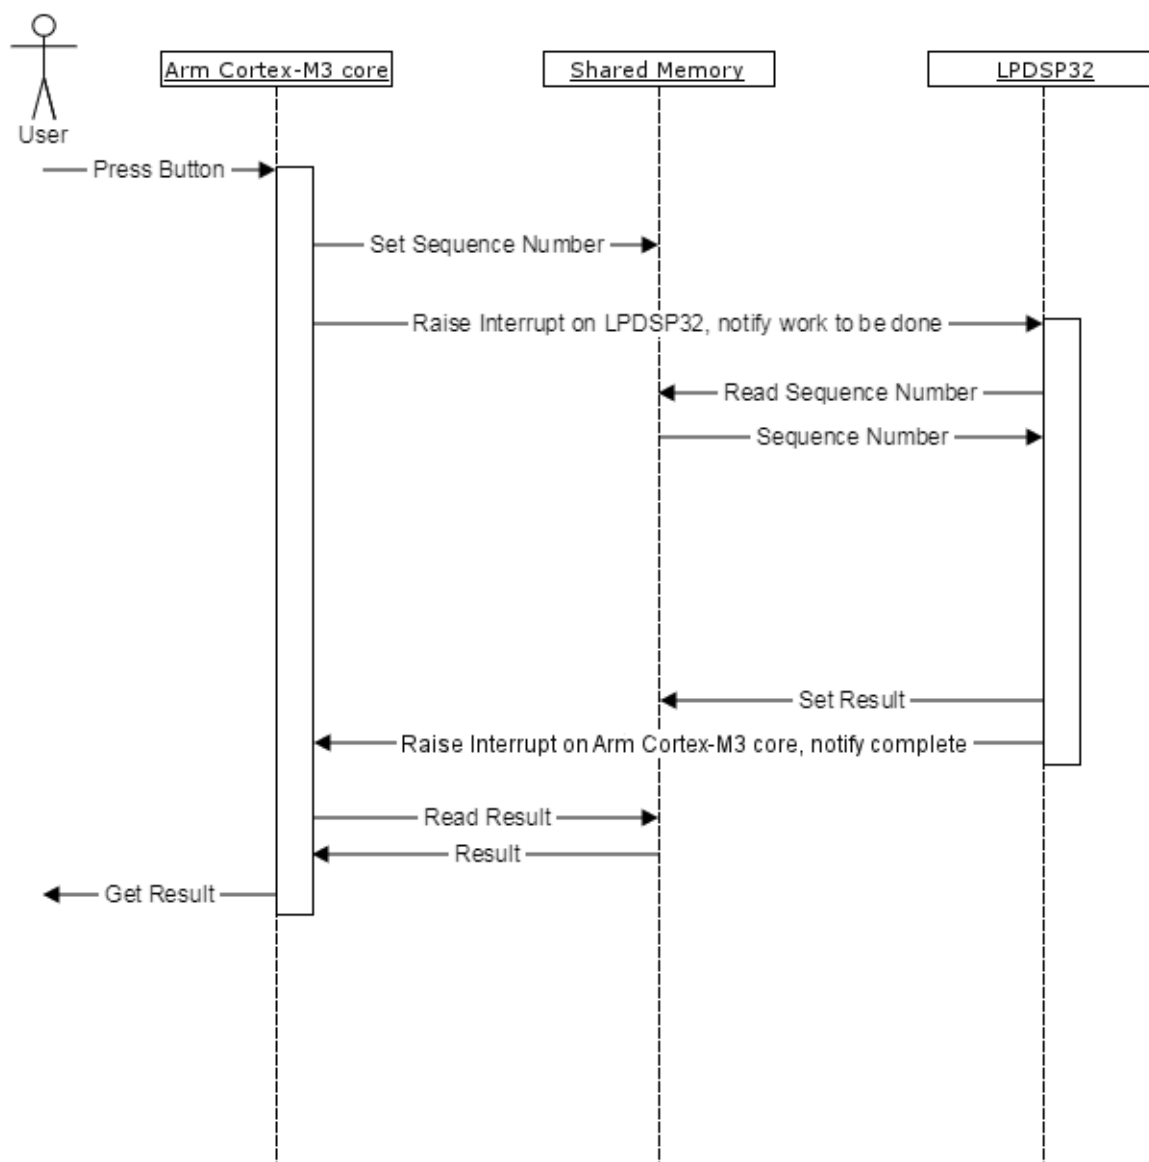 Arm Cortex-M3 core
Shared Memory
LPDSP32
User
Press Button
Set Sequence Number
Raise Interrupt on LPDSP32, notify work to be done
Read Sequence Number
Sequence Number
Set Result
Raise Interrupt on Arm Cortex-M3 core, notify complete
Read Result
Result
Get Result